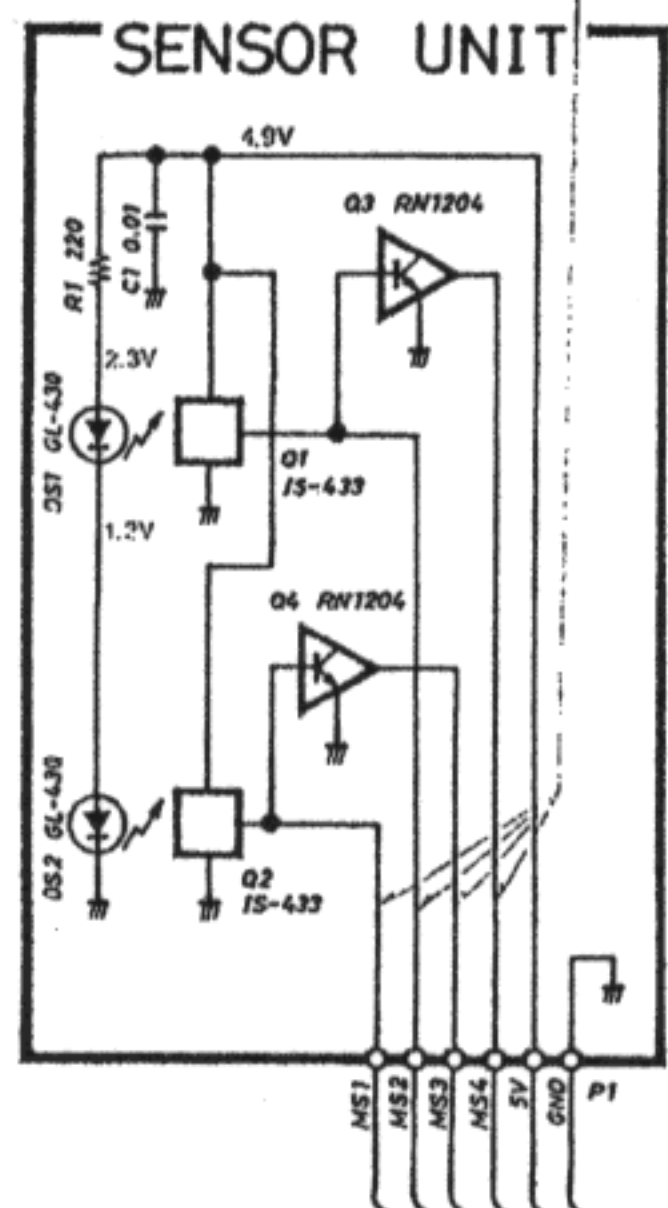 SENSOR UNIT
4.9V
Q3 RN1204
R1 220
C1 0.01
2.3V
DS1 GL-430
Q1
IS-433
1.2V
Q4 RN1204
DS2 GL-430
Q2
IS-433
MS1
MS2
MS3
MS4
5V
GND
P1